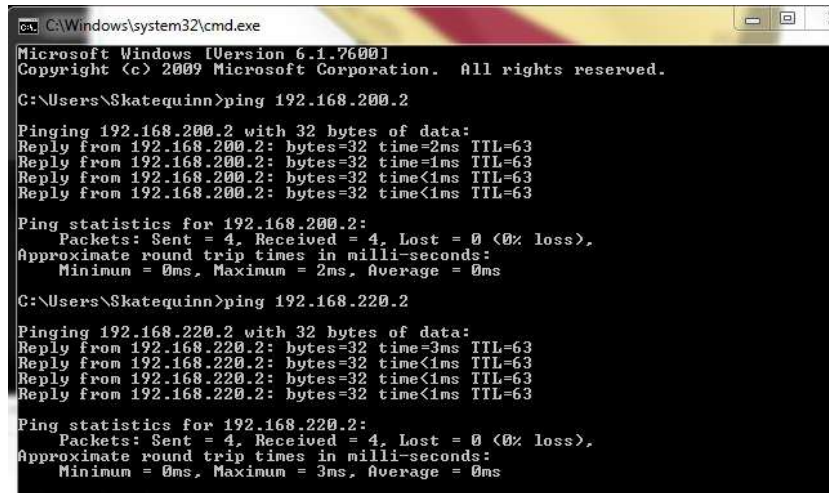 C:\Windows\system32\cmd.exe
Microsoft Windows [Version 6.1.7600]
Copyright (c) 2009 Microsoft Corporation.  All rights reserved.
C:\Users\Skatequinn>ping 192.168.200.2
Pinging 192.168.200.2 with 32 bytes of data:
Reply from 192.168.200.2: bytes=32 time=2ms TTL=63
Reply from 192.168.200.2: bytes=32 time=1ms TTL=63
Reply from 192.168.200.2: bytes=32 time<1ms TTL=63
Reply from 192.168.200.2: bytes=32 time<1ms TTL=63
Ping statistics for 192.168.200.2:
    Packets: Sent = 4, Received = 4, Lost = 0 (0% loss),
Approximate round trip times in milli-seconds:
    Minimum = 0ms, Maximum = 2ms, Average = 0ms
C:\Users\Skatequinn>ping 192.168.220.2
Pinging 192.168.220.2 with 32 bytes of data:
Reply from 192.168.220.2: bytes=32 time=3ms TTL=63
Reply from 192.168.220.2: bytes=32 time<1ms TTL=63
Reply from 192.168.220.2: bytes=32 time<1ms TTL=63
Reply from 192.168.220.2: bytes=32 time<1ms TTL=63
Ping statistics for 192.168.220.2:
    Packets: Sent = 4, Received = 4, Lost = 0 (0% loss),
Approximate round trip times in milli-seconds:
    Minimum = 0ms, Maximum = 3ms, Average = 0ms